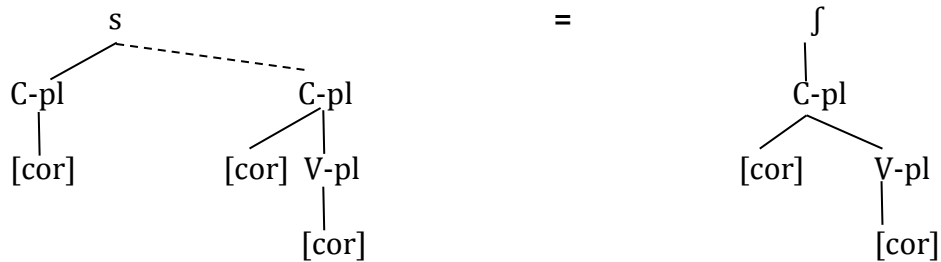 s = ʃ
C-pl C-pl C-pl
[cor] [cor] V-pl [cor] V-pl
[cor] [cor]